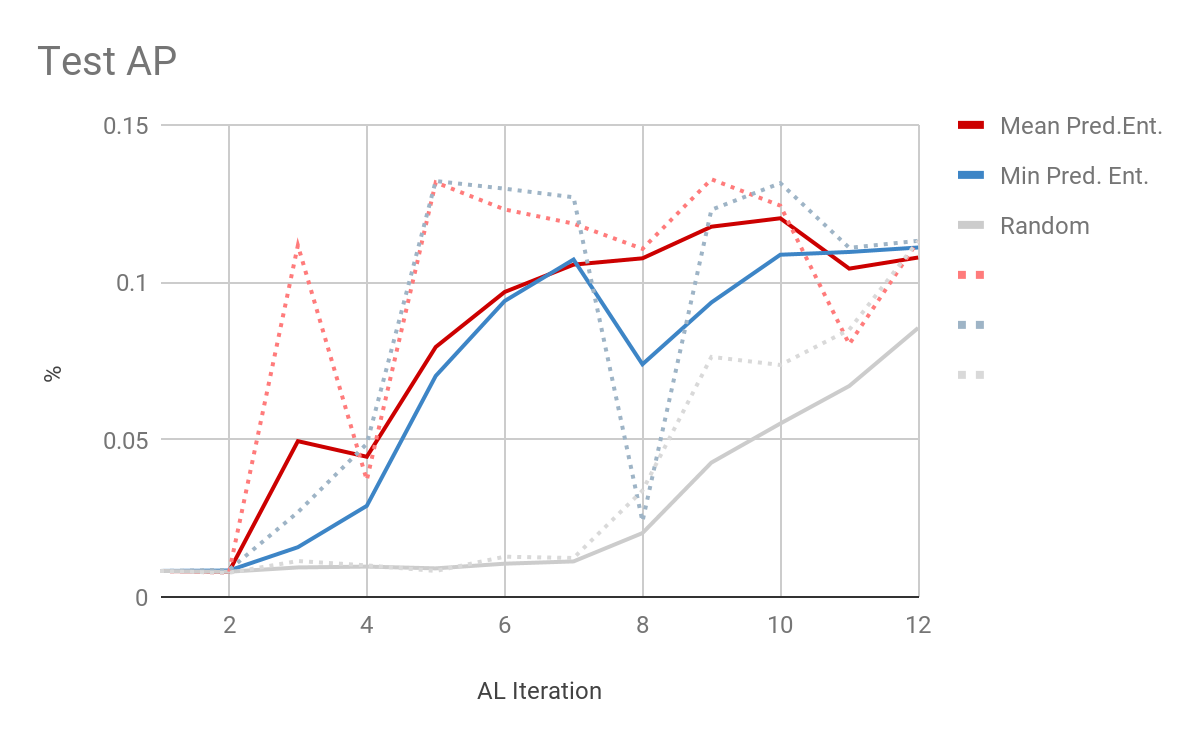 Test AP
0.15
0.1
0.05
0
%
2 4 6 8 10 12
AL Iteration
Mean Pred.Ent.
Min Pred. Ent.
Random